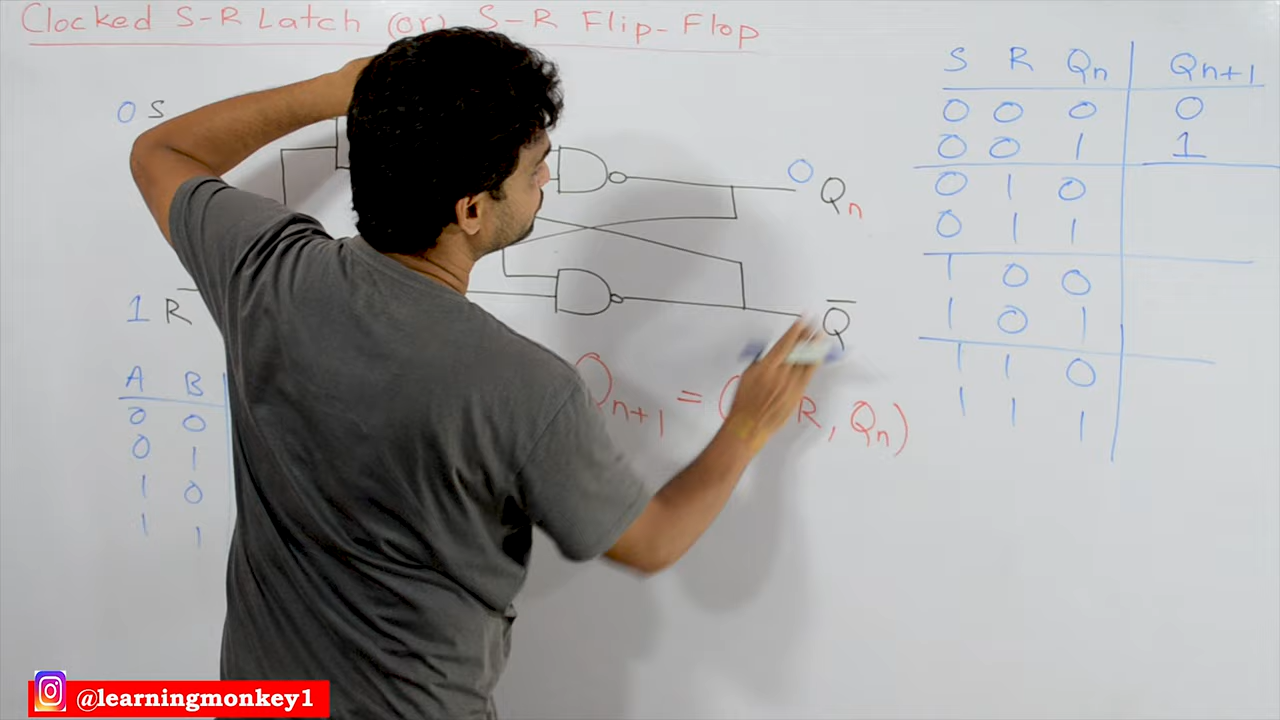 Clocked S-R Latch (or) S-R Flip-Flop
S R Qn Qn+1
0 0 0 0
0 0 1 1
0 1 0
0 1 1
1 0 0
1 0 1
1 1 0
1 1 1
0 S
0 Qn
1 R
Q̅
A B
0 0
0 1
1 0
1 1
Qn+1 = ( R, Qn)
@learningmonkey1